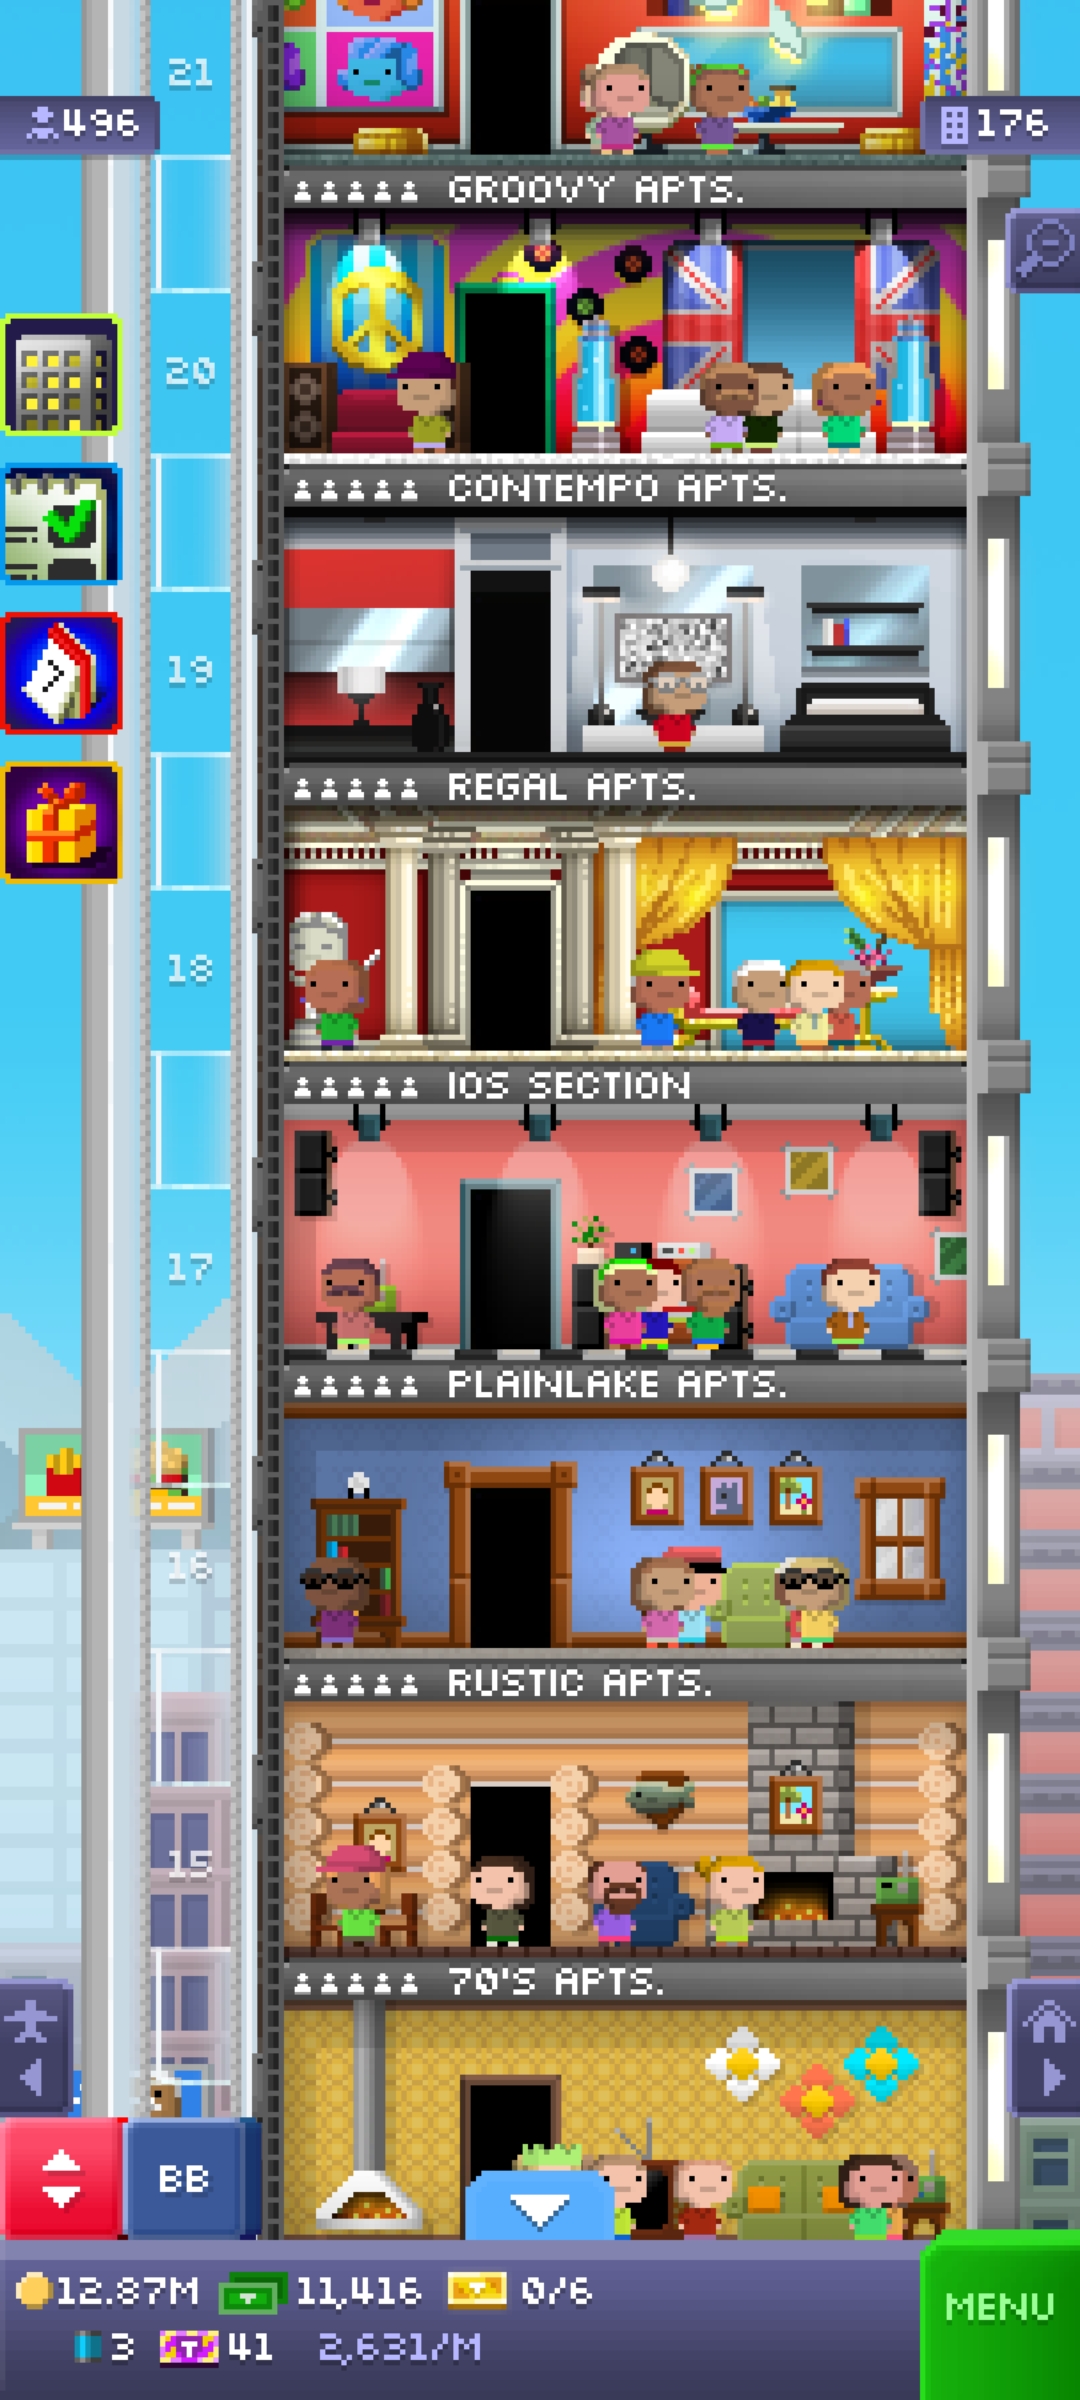 21
496
176
GROOVY APTS.
20
CONTEMPO APTS.
19
7
REGAL APTS.
18
IOS SECTION
17
PLAINLAKE APTS.
16
RUSTIC APTS.
15
70'S APTS.
BB
12.87M 11,416 0/6
MENU
3 T 41 2,631/M